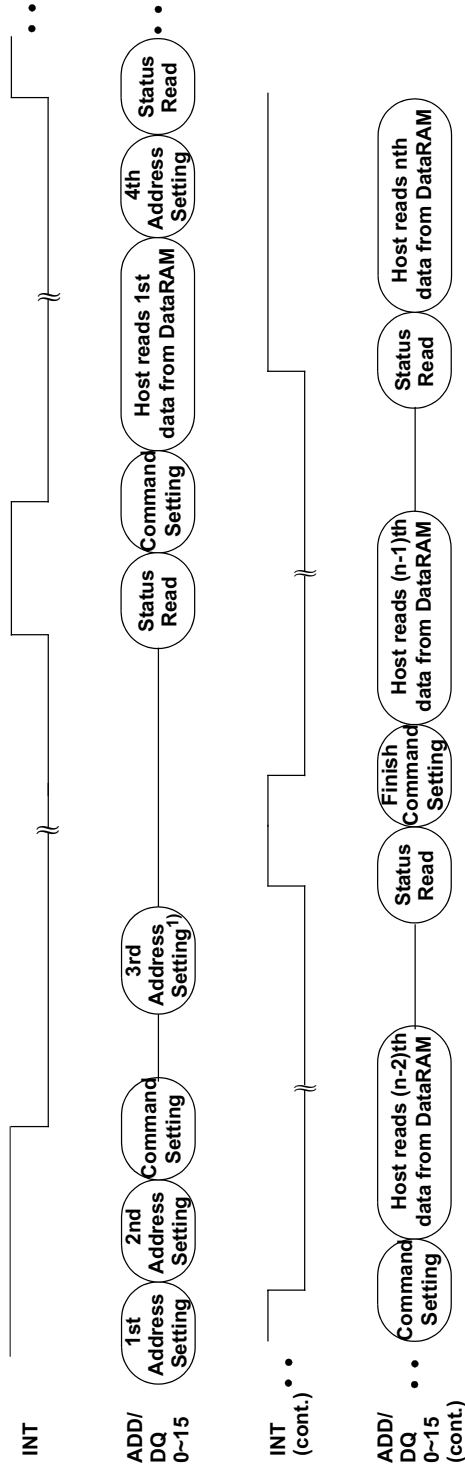 INT
ADD/
DQ
0~15
1st
Address
Setting
2nd
Address
Setting
Command
Setting
3rd
Address
Setting1)
Status
Read
Command
Setting
Host reads 1st
data from DataRAM
4th
Address
Setting
Status
Read
INT
(cont.)
ADD/
DQ
0~15
(cont.)
Command
Setting
Host reads (n-2)th
data from DataRAM
Status
Read
Finish
Command
Setting
Host reads (n-1)th
data from DataRAM
Status
Read
Host reads nth
data from DataRAM